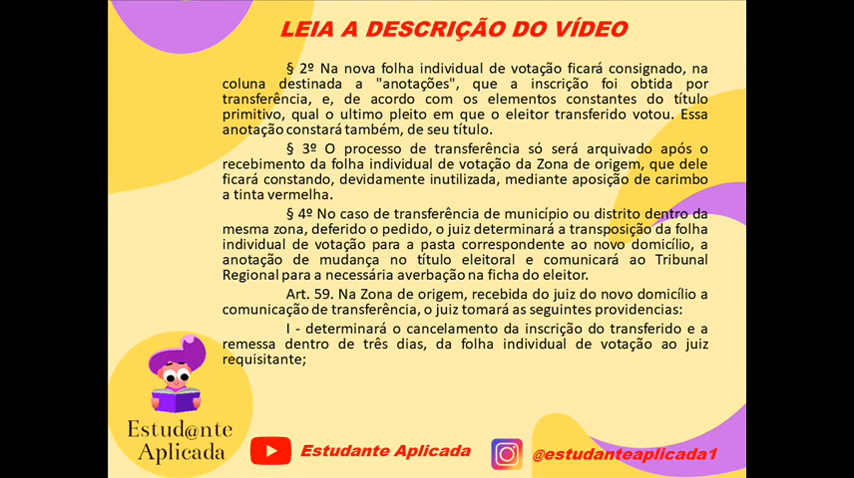 LEIA A DESCRIÇÃO DO VÍDEO
§ 2º Na nova folha individual de votação ficará consignado, na
coluna destinada a "anotações", que a inscrição foi obtida por
transferência, e, de acordo com os elementos constantes do título
primitivo, qual o ultimo pleito em que o eleitor transferido votou. Essa
anotação constará também, de seu título.
§ 3º O processo de transferência só será arquivado após o
recebimento da folha individual de votação da Zona de origem, que dele
ficará constando, devidamente inutilizada, mediante aposição de carimbo
a tinta vermelha.
§ 4º No caso de transferência de município ou distrito dentro da
mesma zona, deferido o pedido, o juiz determinará a transposição da folha
individual de votação para a pasta correspondente ao novo domicílio, a
anotação de mudança no título eleitoral e comunicará ao Tribunal
Regional para a necessária averbação na ficha do eleitor.
Art. 59. Na Zona de origem, recebida do juiz do novo domicílio a
comunicação de transferência, o juiz tomará as seguintes providencias:
I - determinará o cancelamento da inscrição do transferido e a
remessa dentro de três dias, da folha individual de votação ao juiz
requisitante;
Estud@nte
Aplicada
Estudante Aplicada
@estudanteaplicada1